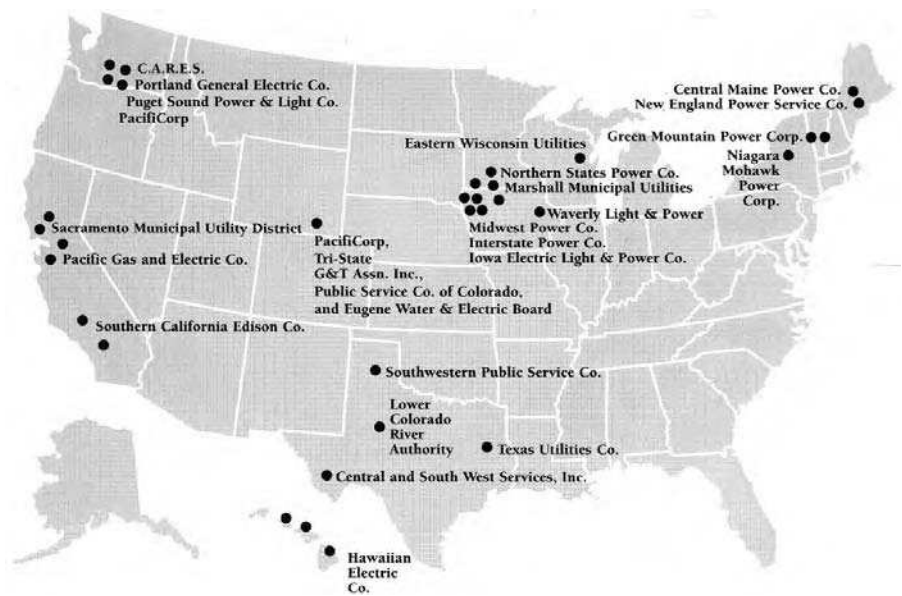 C.A.R.E.S.
Portland General Electric Co.
Puget Sound Power & Light Co.
PacifiCorp
Central Maine Power Co.
New England Power Service Co.
Green Mountain Power Corp.
Niagara
Mohawk
Power
Corp.
Eastern Wisconsin Utilities
Northern States Power Co.
Marshall Municipal Utilities
Waverly Light & Power
Midwest Power Co.
Interstate Power Co.
Iowa Electric Light & Power Co.
Sacramento Municipal Utility District
Pacific Gas and Electric Co.
PacifiCorp,
Tri-State
G&T Assn. Inc.,
Public Service Co. of Colorado,
and Eugene Water & Electric Board
Southern California Edison Co.
Southwestern Public Service Co.
Lower
Colorado
River
Authority
Texas Utilities Co.
Central and South West Services, Inc.
Hawaiian
Electric
Co.